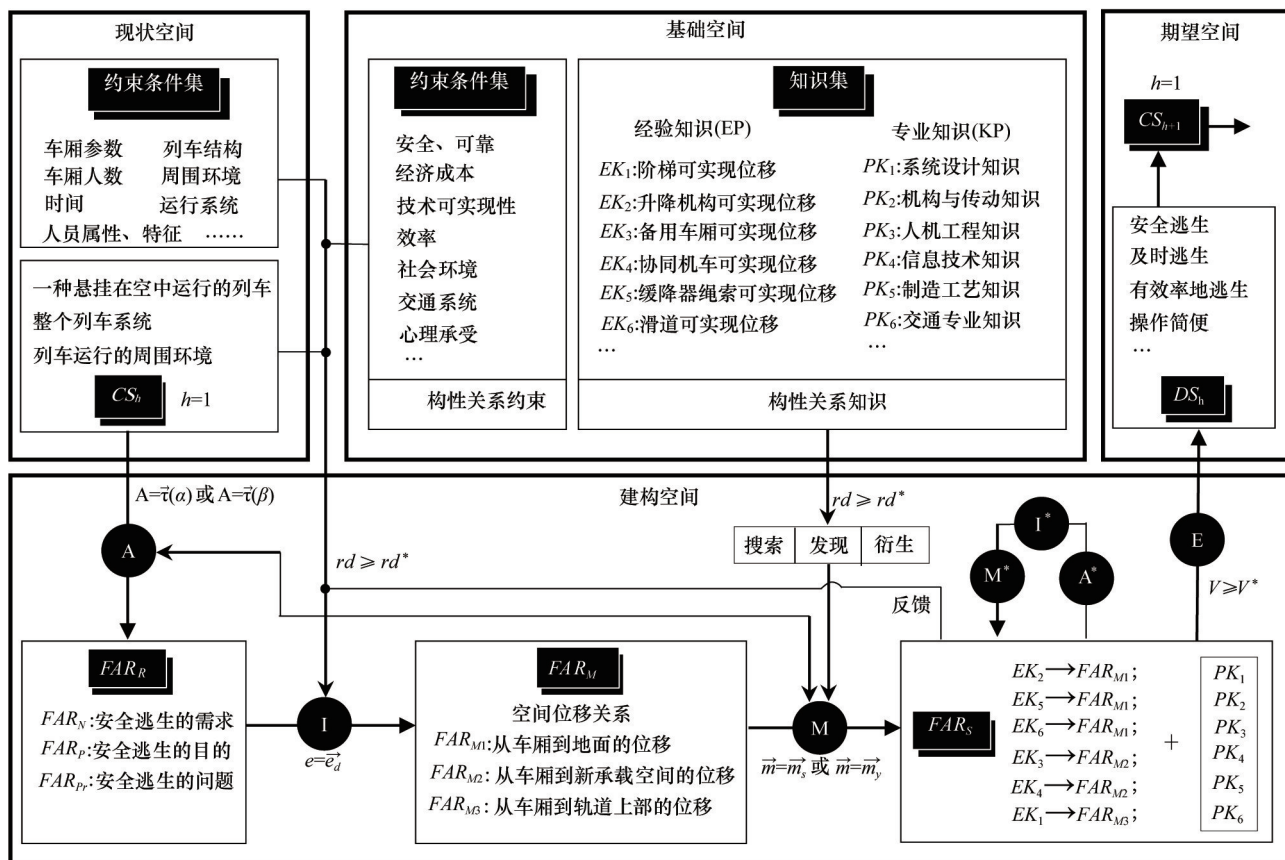 现状空间
约束条件集
车厢参数 列车结构
车厢人数 周围环境
时间 运行系统
人员属性、特征 ……
一种悬挂在空中运行的列车
整个列车系统
列车运行的周围环境
CSh h=1
基础空间
约束条件集
安全、可靠
经济成本
技术可实现性
效率
社会环境
交通系统
心理承受
…
构性关系约束
知识集
经验知识(EP)
EK1:阶梯可实现位移
EK2:升降机构可实现位移
EK3:备用车厢可实现位移
EK4:协同机车可实现位移
EK5:缓降器绳索可实现位移
EK6:滑道可实现位移
…
专业知识(KP)
PK1:系统设计知识
PK2:机构与传动知识
PK3:人机工程知识
PK4:信息技术知识
PK5:制造工艺知识
PK6:交通专业知识
…
构性关系知识
期望空间
h=1
CSh+1
安全逃生
及时逃生
有效率地逃生
操作简便
…
DSh
建构空间
A=τ⃗(α) 或 A=τ⃗(β)
A
rd≥rd*
rd≥rd*
搜索 发现 衍生
I*
M*
A*
反馈
E
V≥V*
FARR
FARN:安全逃生的需求
FARP:安全逃生的目的
FARPr:安全逃生的问题
I
e=e⃗d
FARM
空间位移关系
FARM1:从车厢到地面的位移
FARM2:从车厢到新承载空间的位移
FARM3:从车厢到轨道上部的位移
M
m⃗=m⃗s 或 m⃗=m⃗y
FARS
EK2→FARM1;
EK5→FARM1;
EK6→FARM1;
EK3→FARM2;
EK4→FARM2;
EK1→FARM3;
+
PK1
PK2
PK3
PK4
PK5
PK6